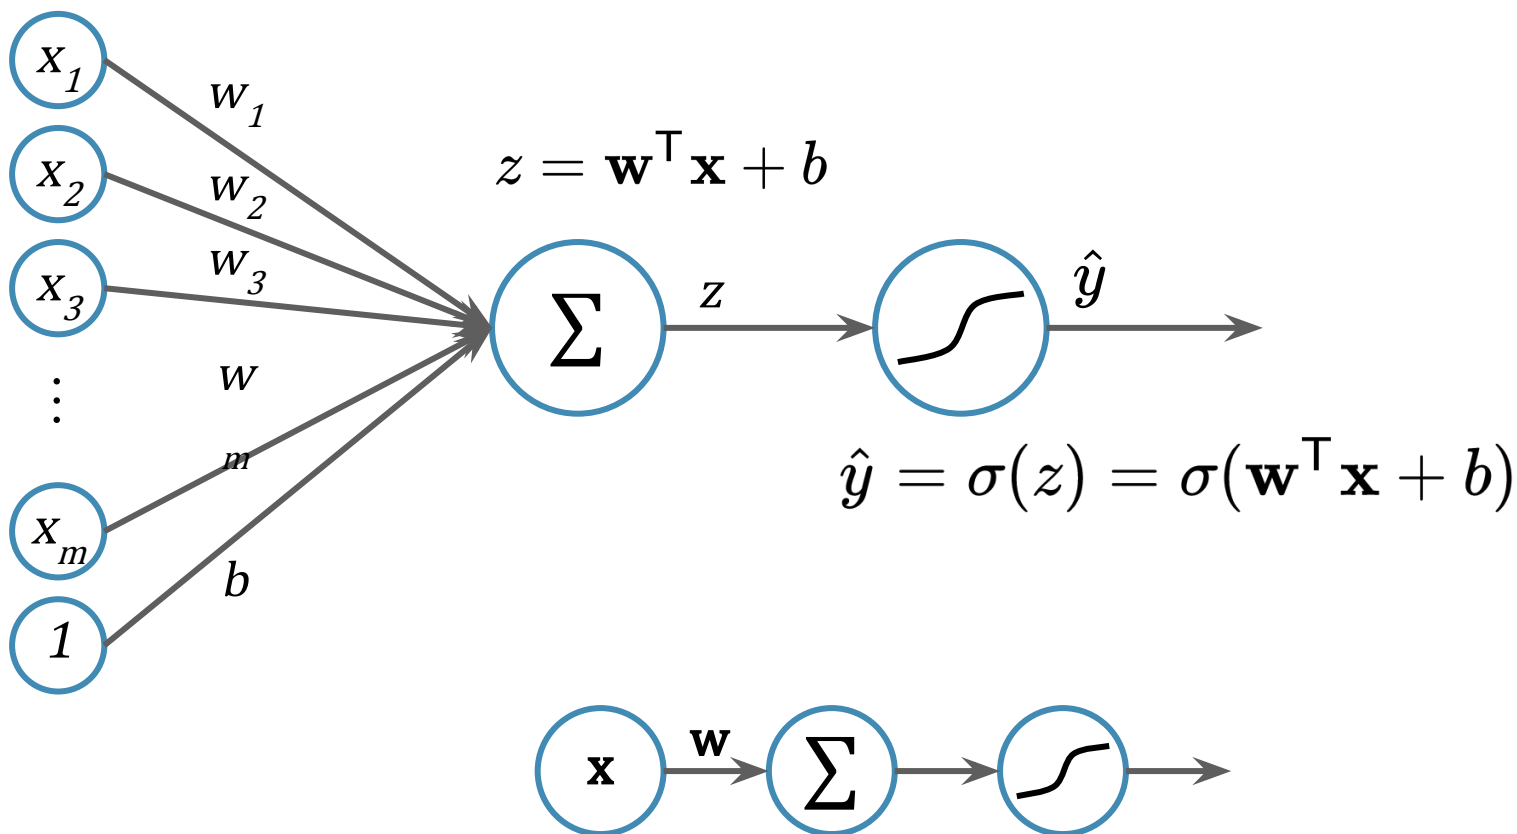 x₁
w₁
x₂
w₂
x₃
w₃
⋮
w
m
xₘ
1
b
z = 𝐰ᵀ𝐱 + b
Σ
z
ŷ
ŷ = σ(z) = σ(𝐰ᵀ𝐱 + b)
𝐱
𝐰
Σ